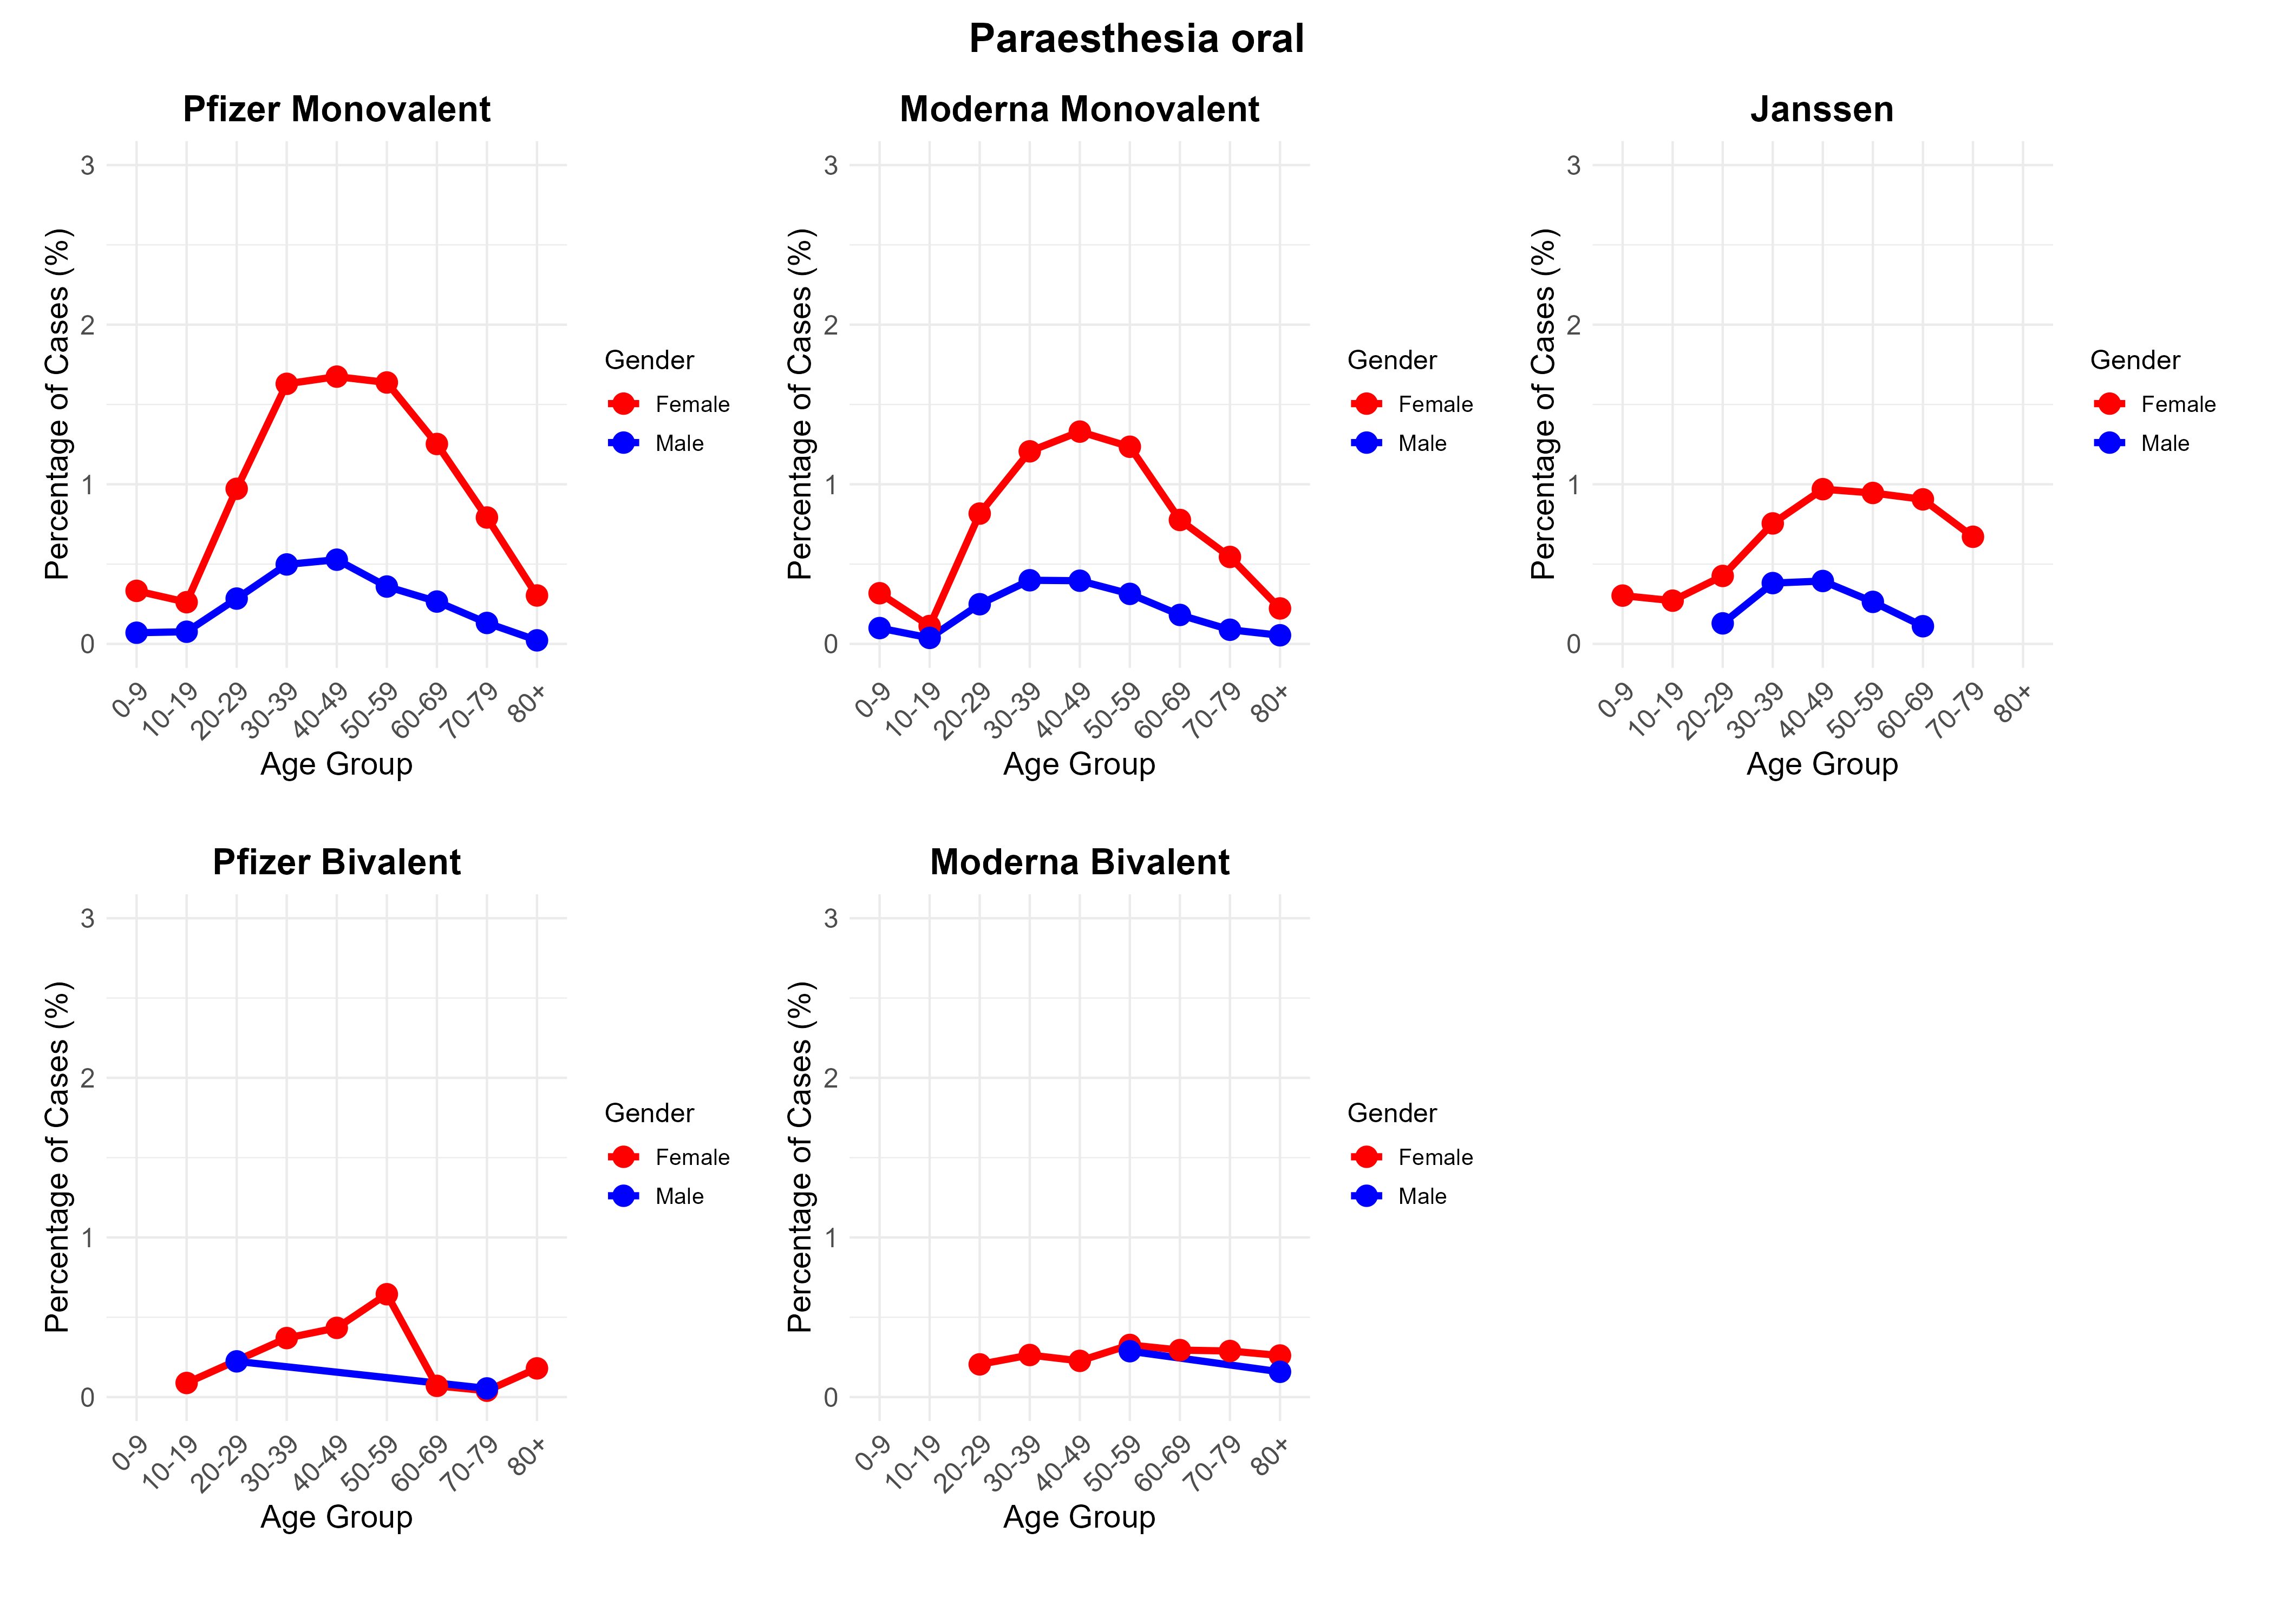 Paraesthesia oral
Pfizer Monovalent
Percentage of Cases (%)
3
2
1
0
0-9
10-19
20-29
30-39
40-49
50-59
60-69
70-79
80+
Age Group
Gender
Female
Male
Moderna Monovalent
Percentage of Cases (%)
3
2
1
0
0-9
10-19
20-29
30-39
40-49
50-59
60-69
70-79
80+
Age Group
Gender
Female
Male
Janssen
Percentage of Cases (%)
3
2
1
0
0-9
10-19
20-29
30-39
40-49
50-59
60-69
70-79
80+
Age Group
Gender
Female
Male
Pfizer Bivalent
Percentage of Cases (%)
3
2
1
0
0-9
10-19
20-29
30-39
40-49
50-59
60-69
70-79
80+
Age Group
Gender
Female
Male
Moderna Bivalent
Percentage of Cases (%)
3
2
1
0
0-9
10-19
20-29
30-39
40-49
50-59
60-69
70-79
80+
Age Group
Gender
Female
Male